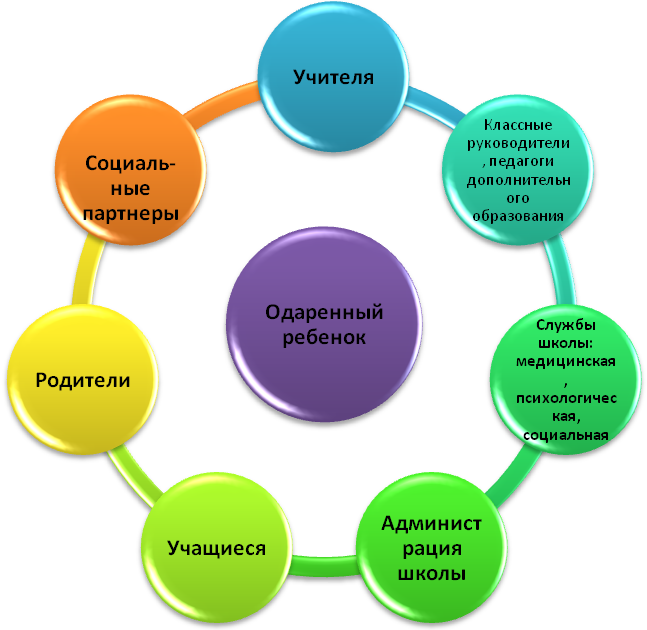 Учителя
Классные
руководители
, педагоги
дополнительн
ого
образования
Службы
школы:
медицинская
,
психологичес
кая,
социальная
Админист
рация
школы
Учащиеся
Родители
Социаль-
ные
партнеры
Одаренный
ребенок